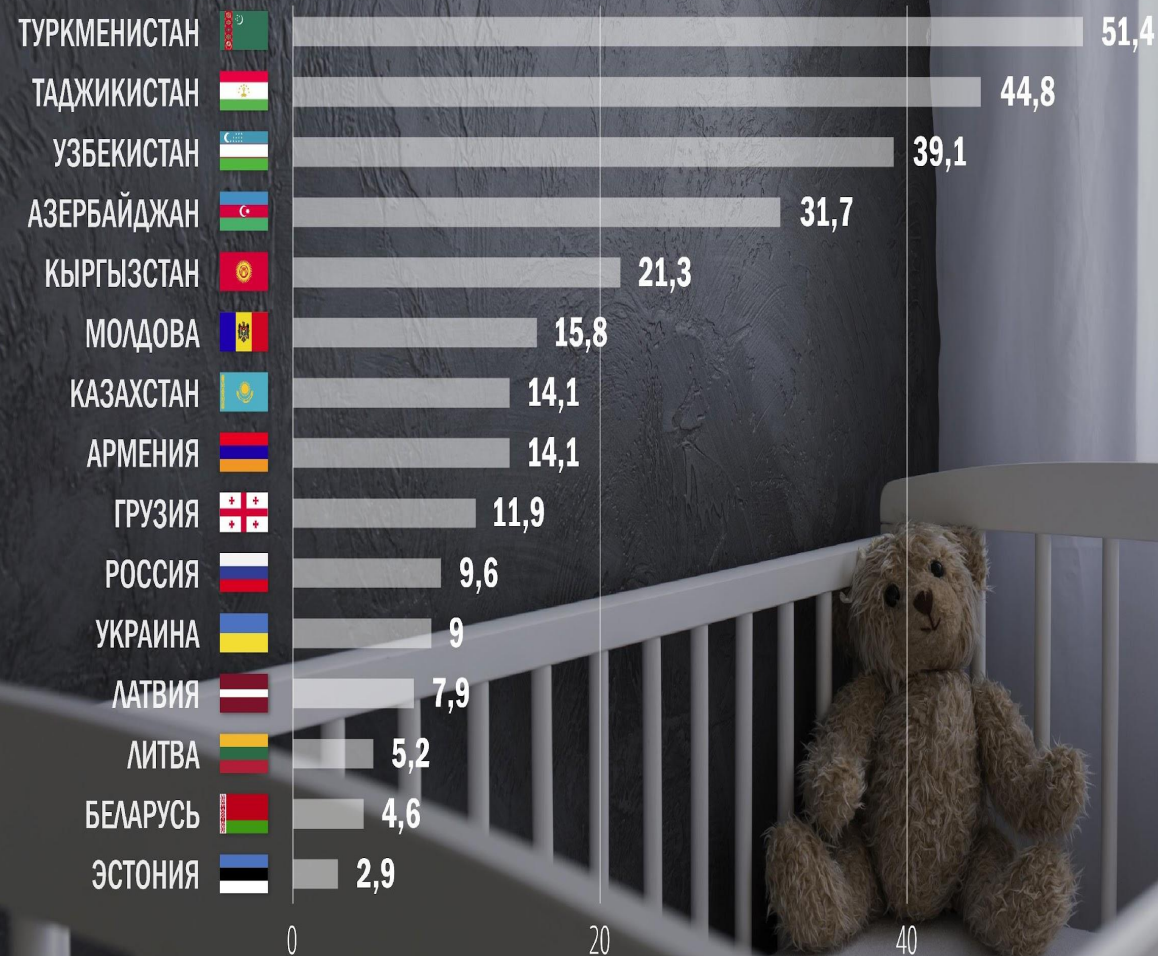 ТУРКМЕНИСТАН 51,4
ТАДЖИКИСТАН 44,8
УЗБЕКИСТАН 39,1
АЗЕРБАЙДЖАН 31,7
КЫРГЫЗСТАН 21,3
МОЛДОВА 15,8
КАЗАХСТАН 14,1
АРМЕНИЯ 14,1
ГРУЗИЯ 11,9
РОССИЯ 9,6
УКРАИНА 9
ЛАТВИЯ 7,9
ЛИТВА 5,2
БЕЛАРУСЬ 4,6
ЭСТОНИЯ 2,9
0 20 40